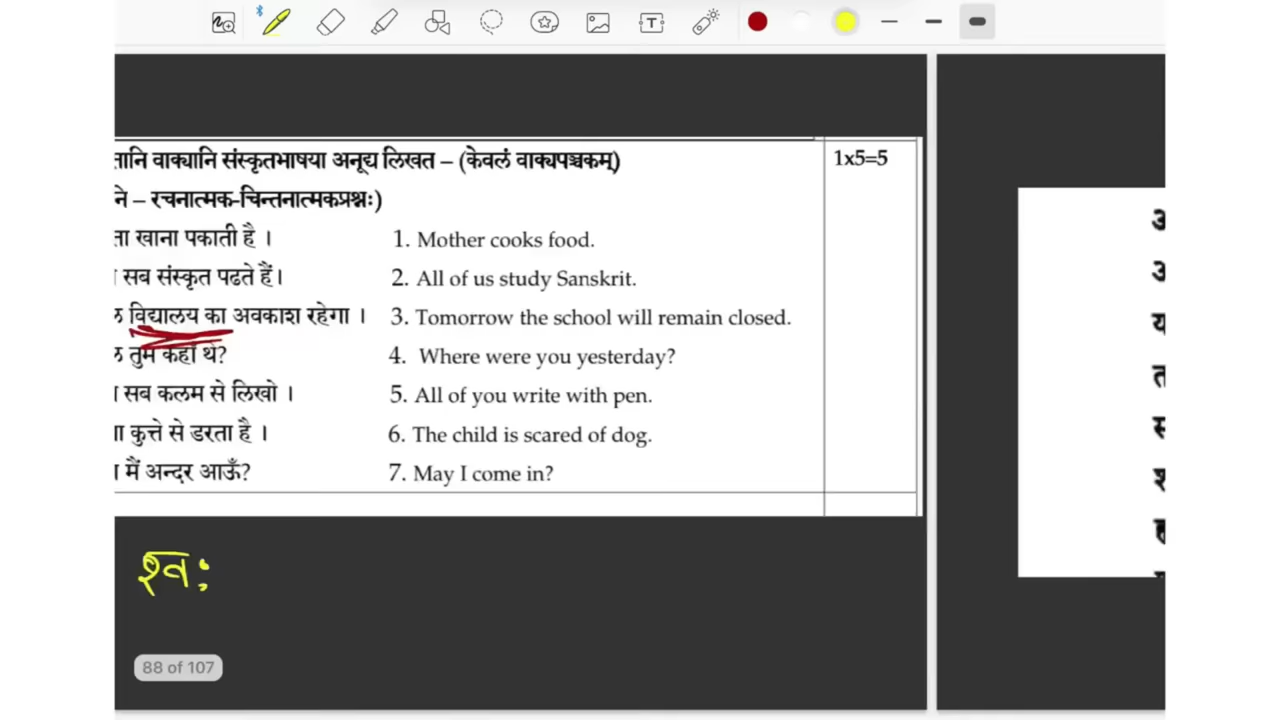 तानि वाक्यानि संस्कृतभाषया अनूद्य लिखत – (केवलं वाक्यपञ्चकम्) 1x5=5
ने – रचनात्मक-चिन्तनात्मकप्रश्नः)
ता खाना पकाती है । 1. Mother cooks food.
सब संस्कृत पढते हैं। 2. All of us study Sanskrit.
विद्यालय का अवकाश रहेगा । 3. Tomorrow the school will remain closed.
तुम कहाँ थे? 4. Where were you yesterday?
सब कलम से लिखो । 5. All of you write with pen.
कुत्ते से डरता है । 6. The child is scared of dog.
मैं अन्दर आऊँ? 7. May I come in?
श्वः
88 of 107